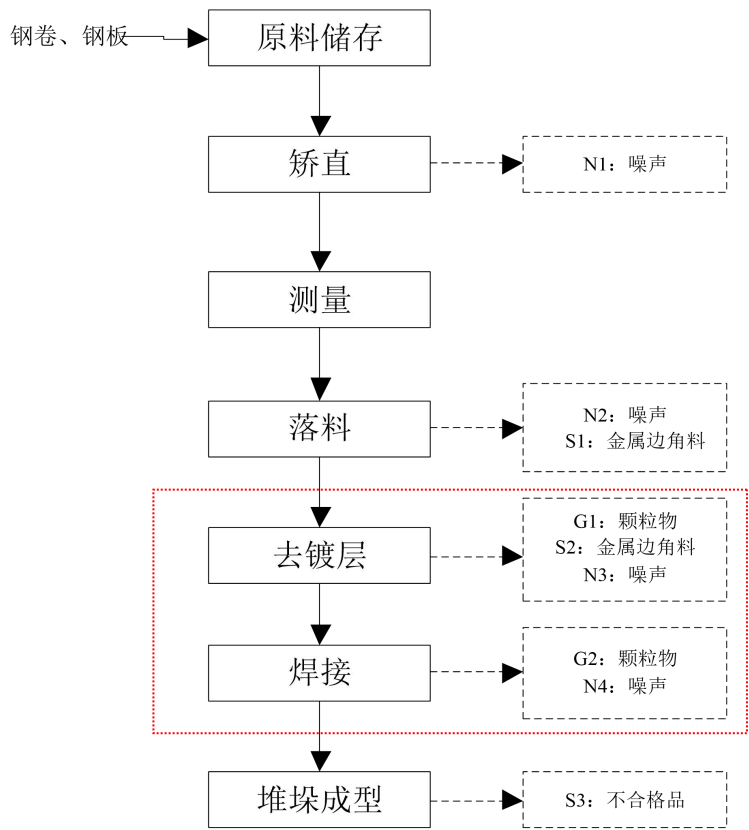 钢卷、钢板
原料储存
矫直
N1：噪声
测量
落料
N2：噪声
S1：金属边角料
去镀层
G1：颗粒物
S2：金属边角料
N3：噪声
焊接
G2：颗粒物
N4：噪声
堆垛成型
S3：不合格品